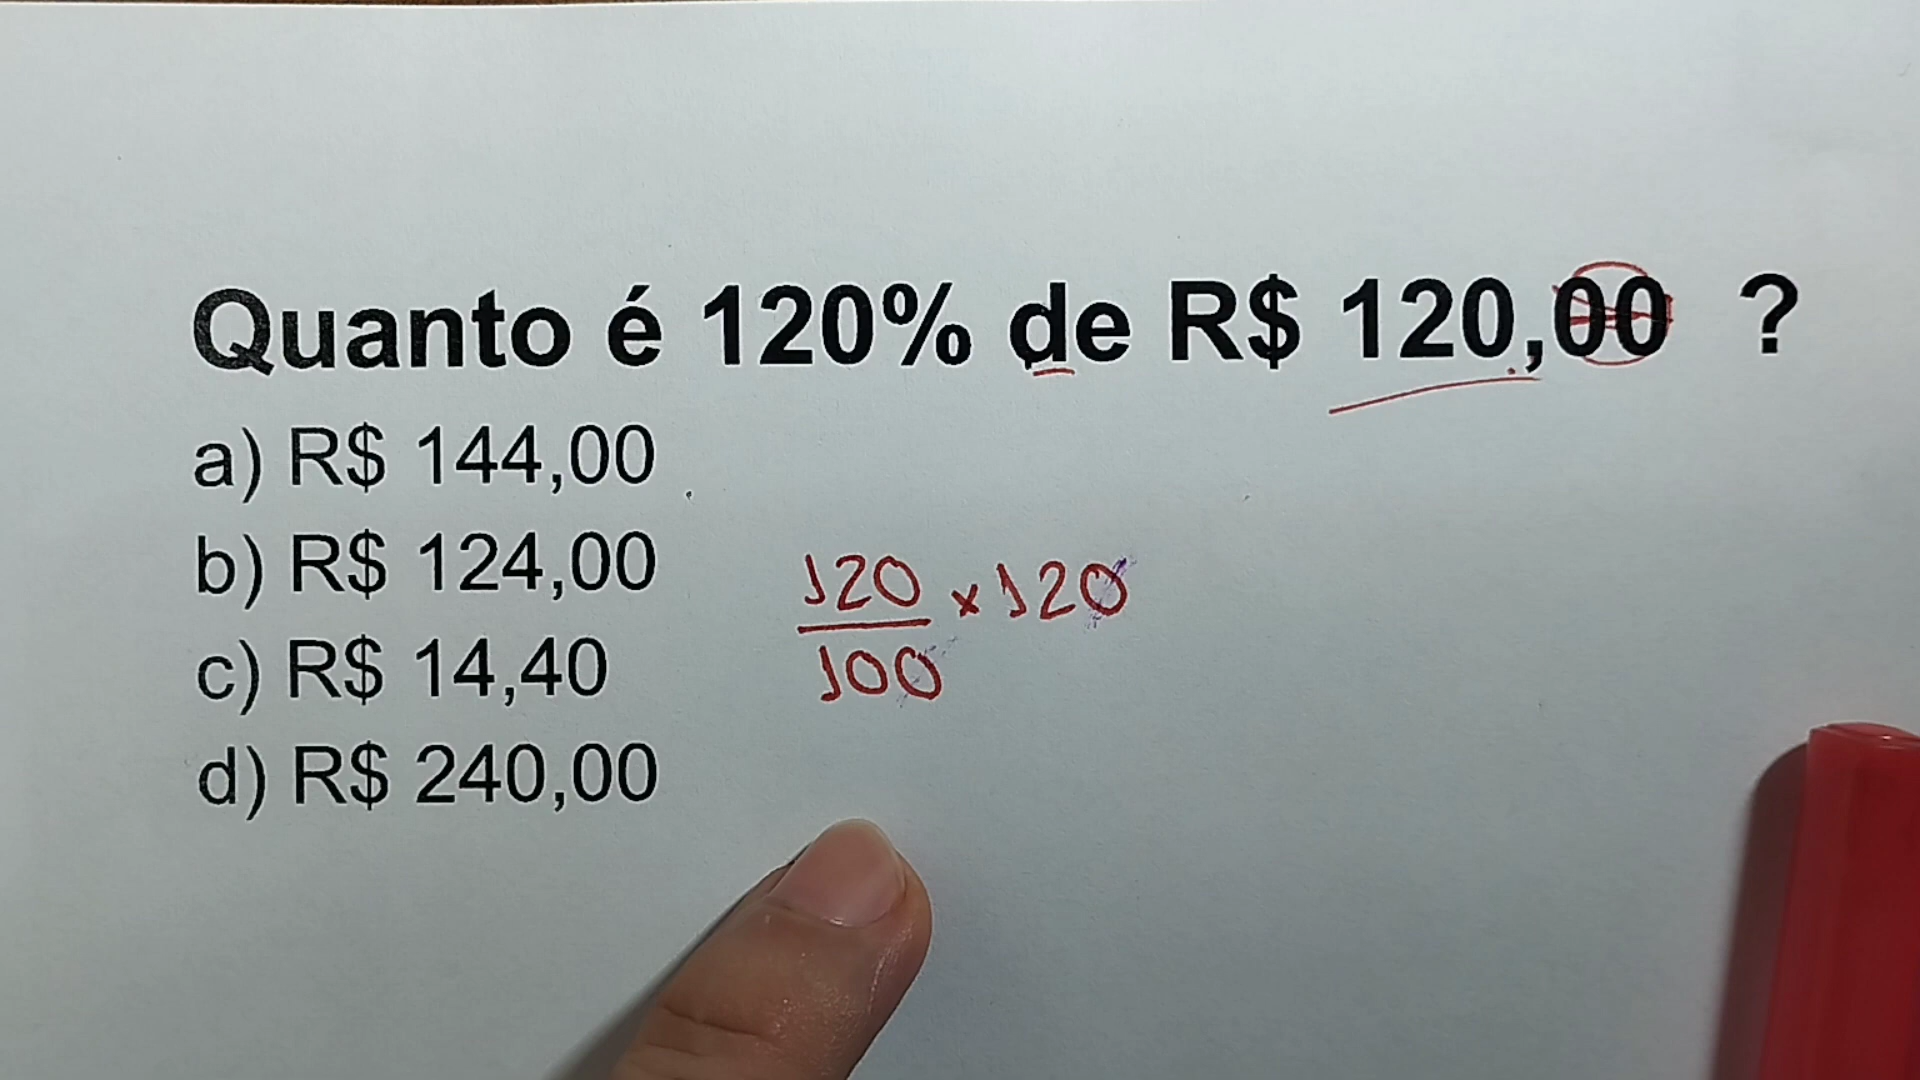 Quanto é 120% de R$ 120,00 ?
a) R$ 144,00
b) R$ 124,00
c) R$ 14,40
d) R$ 240,00
120 x 120
100